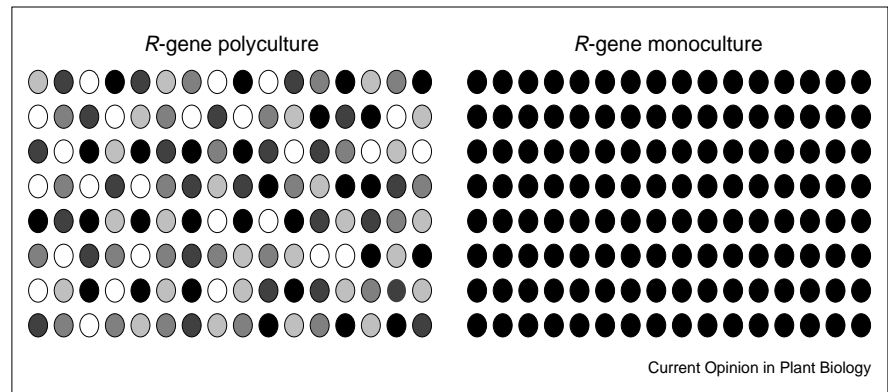 R-gene polyculture
R-gene monoculture
Current Opinion in Plant Biology